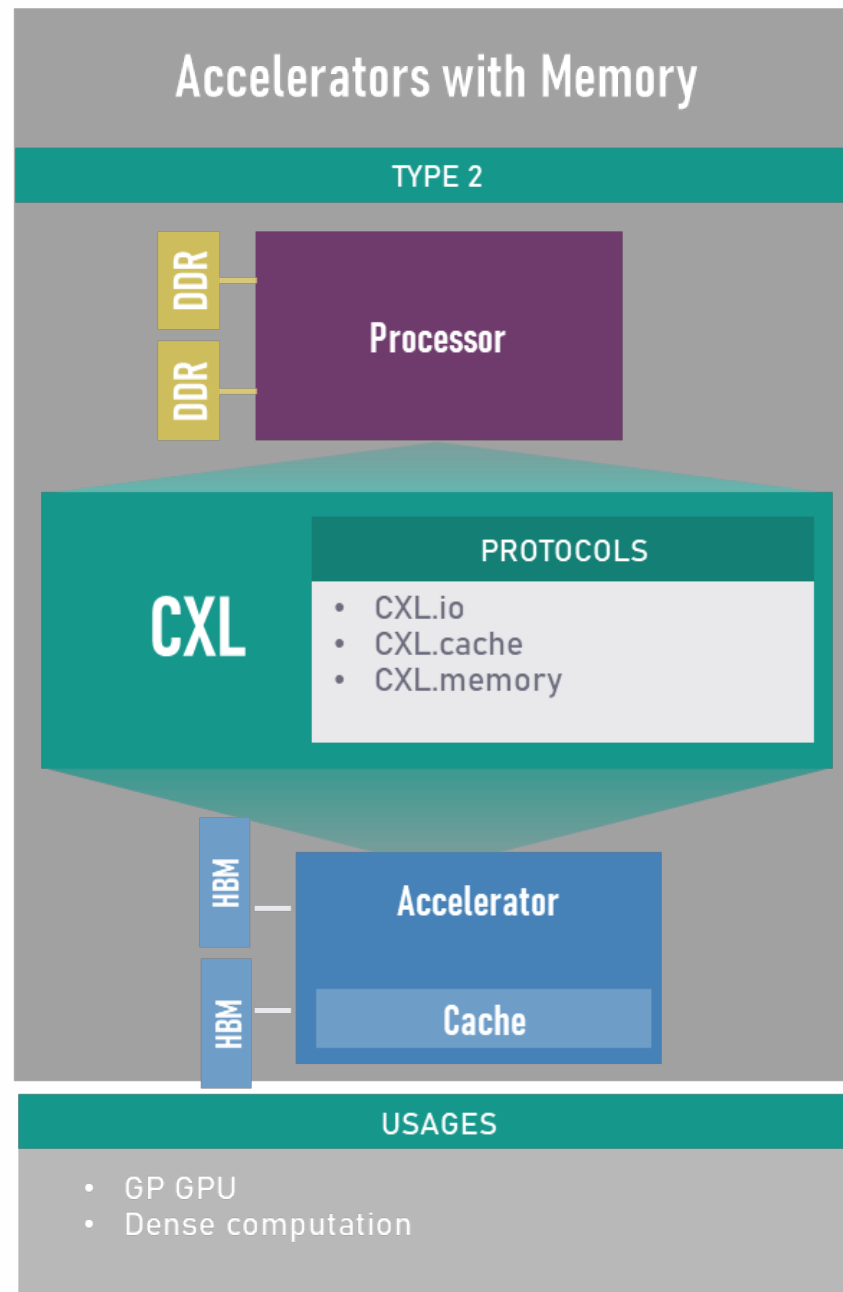 Accelerators with Memory
TYPE 2
DDR
DDR
Processor
CXL
PROTOCOLS
• CXL.io
• CXL.cache
• CXL.memory
HBM
HBM
Accelerator
Cache
USAGES
• GP GPU
• Dense computation